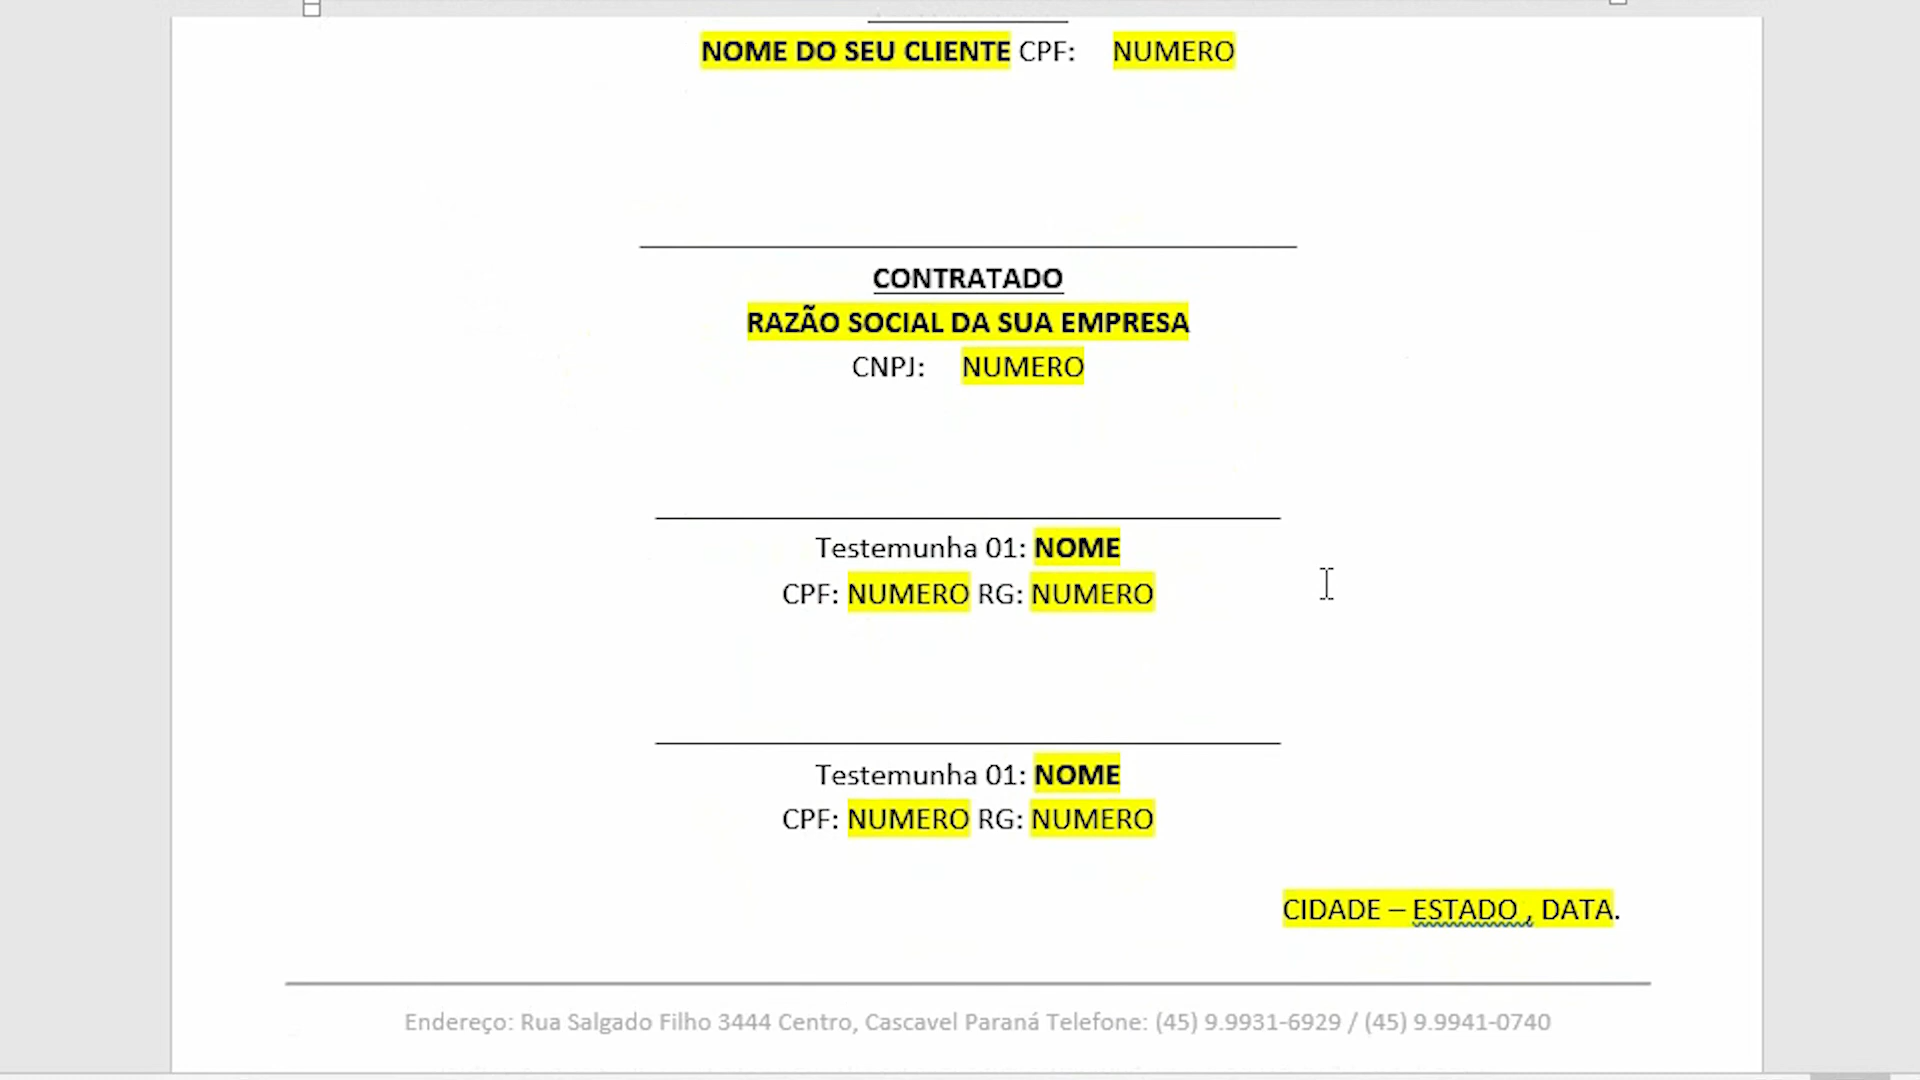 NOME DO SEU CLIENTE CPF: NUMERO
CONTRATADO
RAZÃO SOCIAL DA SUA EMPRESA
CNPJ: NUMERO
Testemunha 01: NOME
CPF: NUMERO RG: NUMERO
Testemunha 01: NOME
CPF: NUMERO RG: NUMERO
CIDADE – ESTADO , DATA.
Endereço: Rua Salgado Filho 3444 Centro, Cascavel Paraná Telefone: (45) 9.9931-6929 / (45) 9.9941-0740